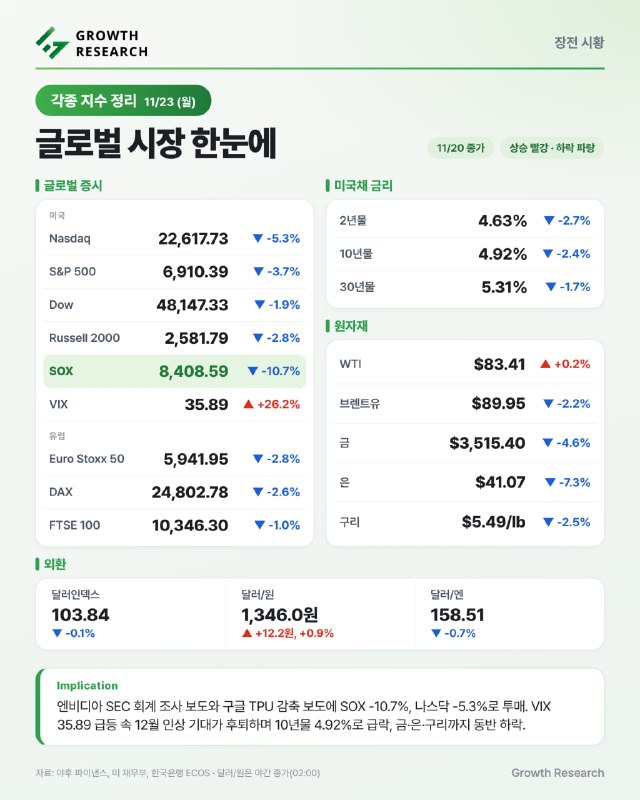 GROWTH
RESEARCH
장전 시황
각종 지수 정리 11/23 (월)
글로벌 시장 한눈에
11/20 종가
상승 빨강 · 하락 파랑
글로벌 증시
미국
Nasdaq 22,617.73 ▼ -5.3%
S&P 500 6,910.39 ▼ -3.7%
Dow 48,147.33 ▼ -1.9%
Russell 2000 2,581.79 ▼ -2.8%
SOX 8,408.59 ▼ -10.7%
VIX 35.89 ▲ +26.2%
유럽
Euro Stoxx 50 5,941.95 ▼ -2.8%
DAX 24,802.78 ▼ -2.6%
FTSE 100 10,346.30 ▼ -1.0%
미국채 금리
2년물 4.63% ▼ -2.7%
10년물 4.92% ▼ -2.4%
30년물 5.31% ▼ -1.7%
원자재
WTI $83.41 ▲ +0.2%
브렌트유 $89.95 ▼ -2.2%
금 $3,515.40 ▼ -4.6%
은 $41.07 ▼ -7.3%
구리 $5.49/lb ▼ -2.5%
외환
달러인덱스
103.84
▼ -0.1%
달러/원
1,346.0원
▲ +12.2원, +0.9%
달러/엔
158.51
▼ -0.7%
Implication
엔비디아 SEC 회계 조사 보도와 구글 TPU 감축 보도에 SOX -10.7%, 나스닥 -5.3%로 투매. VIX
35.89 급등 속 12월 인상 기대가 후퇴하며 10년물 4.92%로 급락, 금·은·구리까지 동반 하락.
자료: 야후 파이낸스, 미 재무부, 한국은행 ECOS · 달러/원은 야간 종가(02:00)
Growth Research